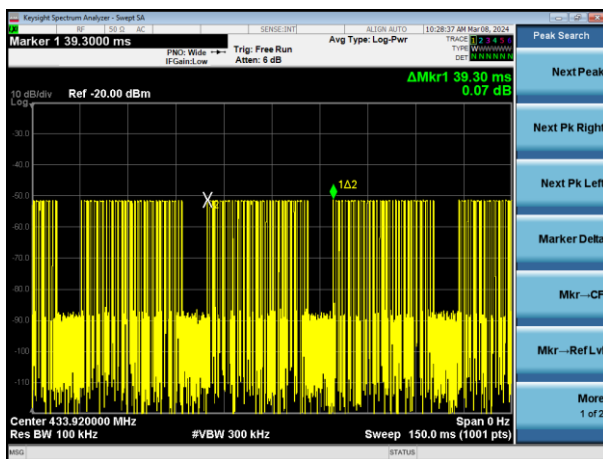 Keysight Spectrum Analyzer - Swept SA
RF 50 Ω AC SENSE:INT ALIGN AUTO 10:28:37 AM Mar 08, 2024
Marker 1 39.3000 ms
PNO: Wide
IFGain:Low
Trig: Free Run
Atten: 6 dB
Avg Type: Log-Pwr
TRACE 1 2 3 4 5 6
TYPE WWWWWW
DET N N N N N N
Peak Search
ΔMkr1 39.30 ms
0.07 dB
10 dB/div Ref -20.00 dBm
Log
-30.0
-40.0
-50.0
-60.0
-70.0
-80.0
-90.0
-100
-110
1Δ2
Next Peak
Next Pk Right
Next Pk Left
Marker Delta
Mkr→CF
Mkr→Ref Lvl
More
1 of 2
Center 433.920000 MHz Span 0 Hz
Res BW 100 kHz #VBW 300 kHz Sweep 150.0 ms (1001 pts)
MSG STATUS